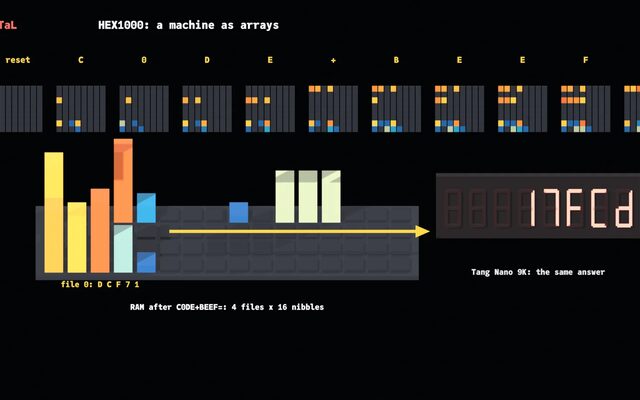 TaL
HEX1000: a machine as arrays
reset C 0 D E + B E E F
17FCd
file 0: D C F 7 1
Tang Nano 9K: the same answer
RAM after C0DE+BEEF=: 4 files x 16 nibbles